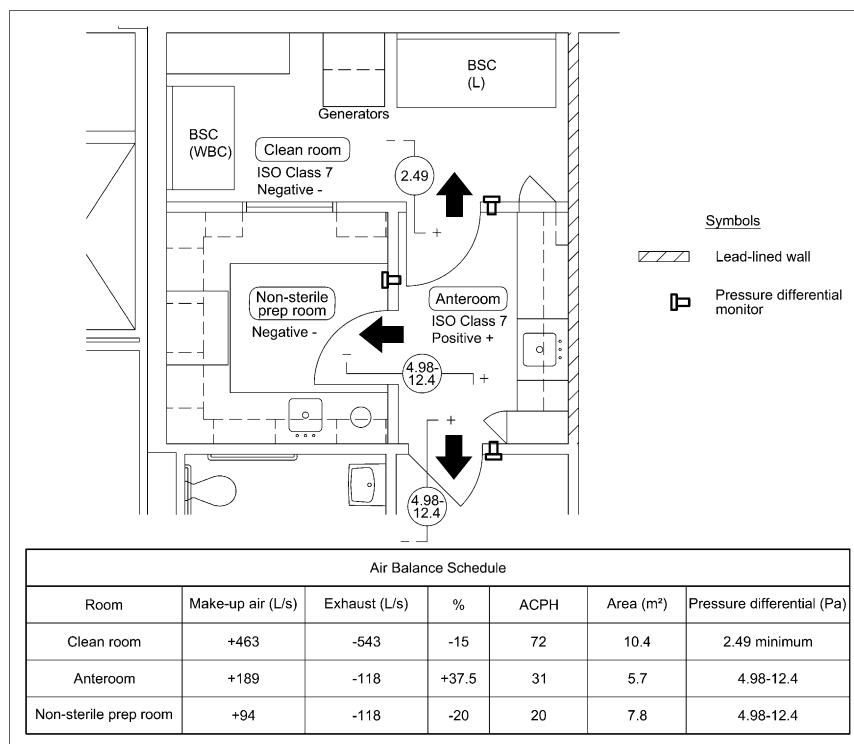 BSC
(L)
Generators
BSC
(WBC)
Clean room
ISO Class 7
Negative -
2.49
+
Symbols
Lead-lined wall
Pressure differential
monitor
Non-sterile
prep room
Negative -
Anteroom
ISO Class 7
Positive +
4.98-
12.4
-
+
+
4.98-
12.4
Air Balance Schedule
Room Make-up air (L/s) Exhaust (L/s) % ACPH Area (m²) Pressure differential (Pa)
Clean room +463 -543 -15 72 10.4 2.49 minimum
Anteroom +189 -118 +37.5 31 5.7 4.98-12.4
Non-sterile prep room +94 -118 -20 20 7.8 4.98-12.4